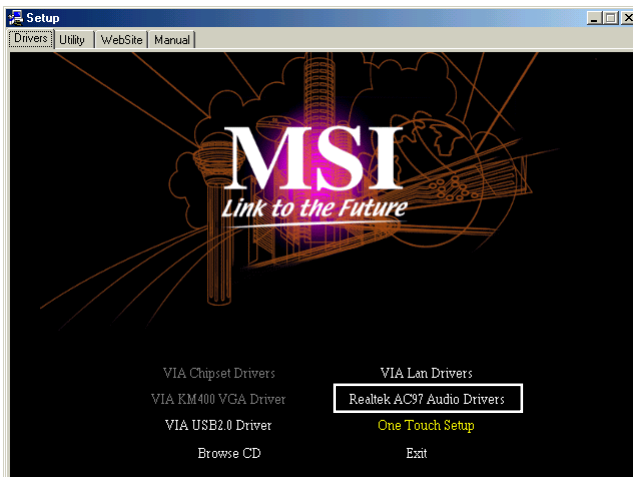 Setup
Drivers Utility WebSite Manual
MSI
Link to the Future
VIA Chipset Drivers VIA Lan Drivers
VIA KM400 VGA Driver Realtek AC97 Audio Drivers
VIA USB2.0 Driver One Touch Setup
Browse CD Exit